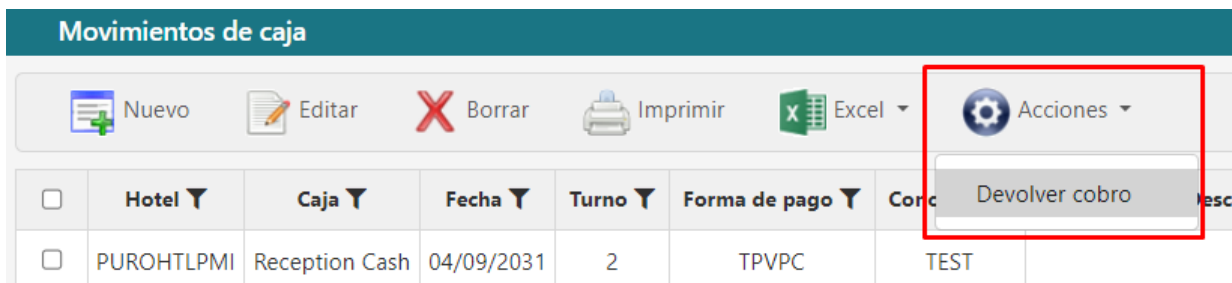 Movimientos de caja
Nuevo Editar Borrar Imprimir Excel Acciones
Devolver cobro
Hotel Caja Fecha Turno Forma de pago
PUROHTLPMI Reception Cash 04/09/2031 2 TPVPC TEST